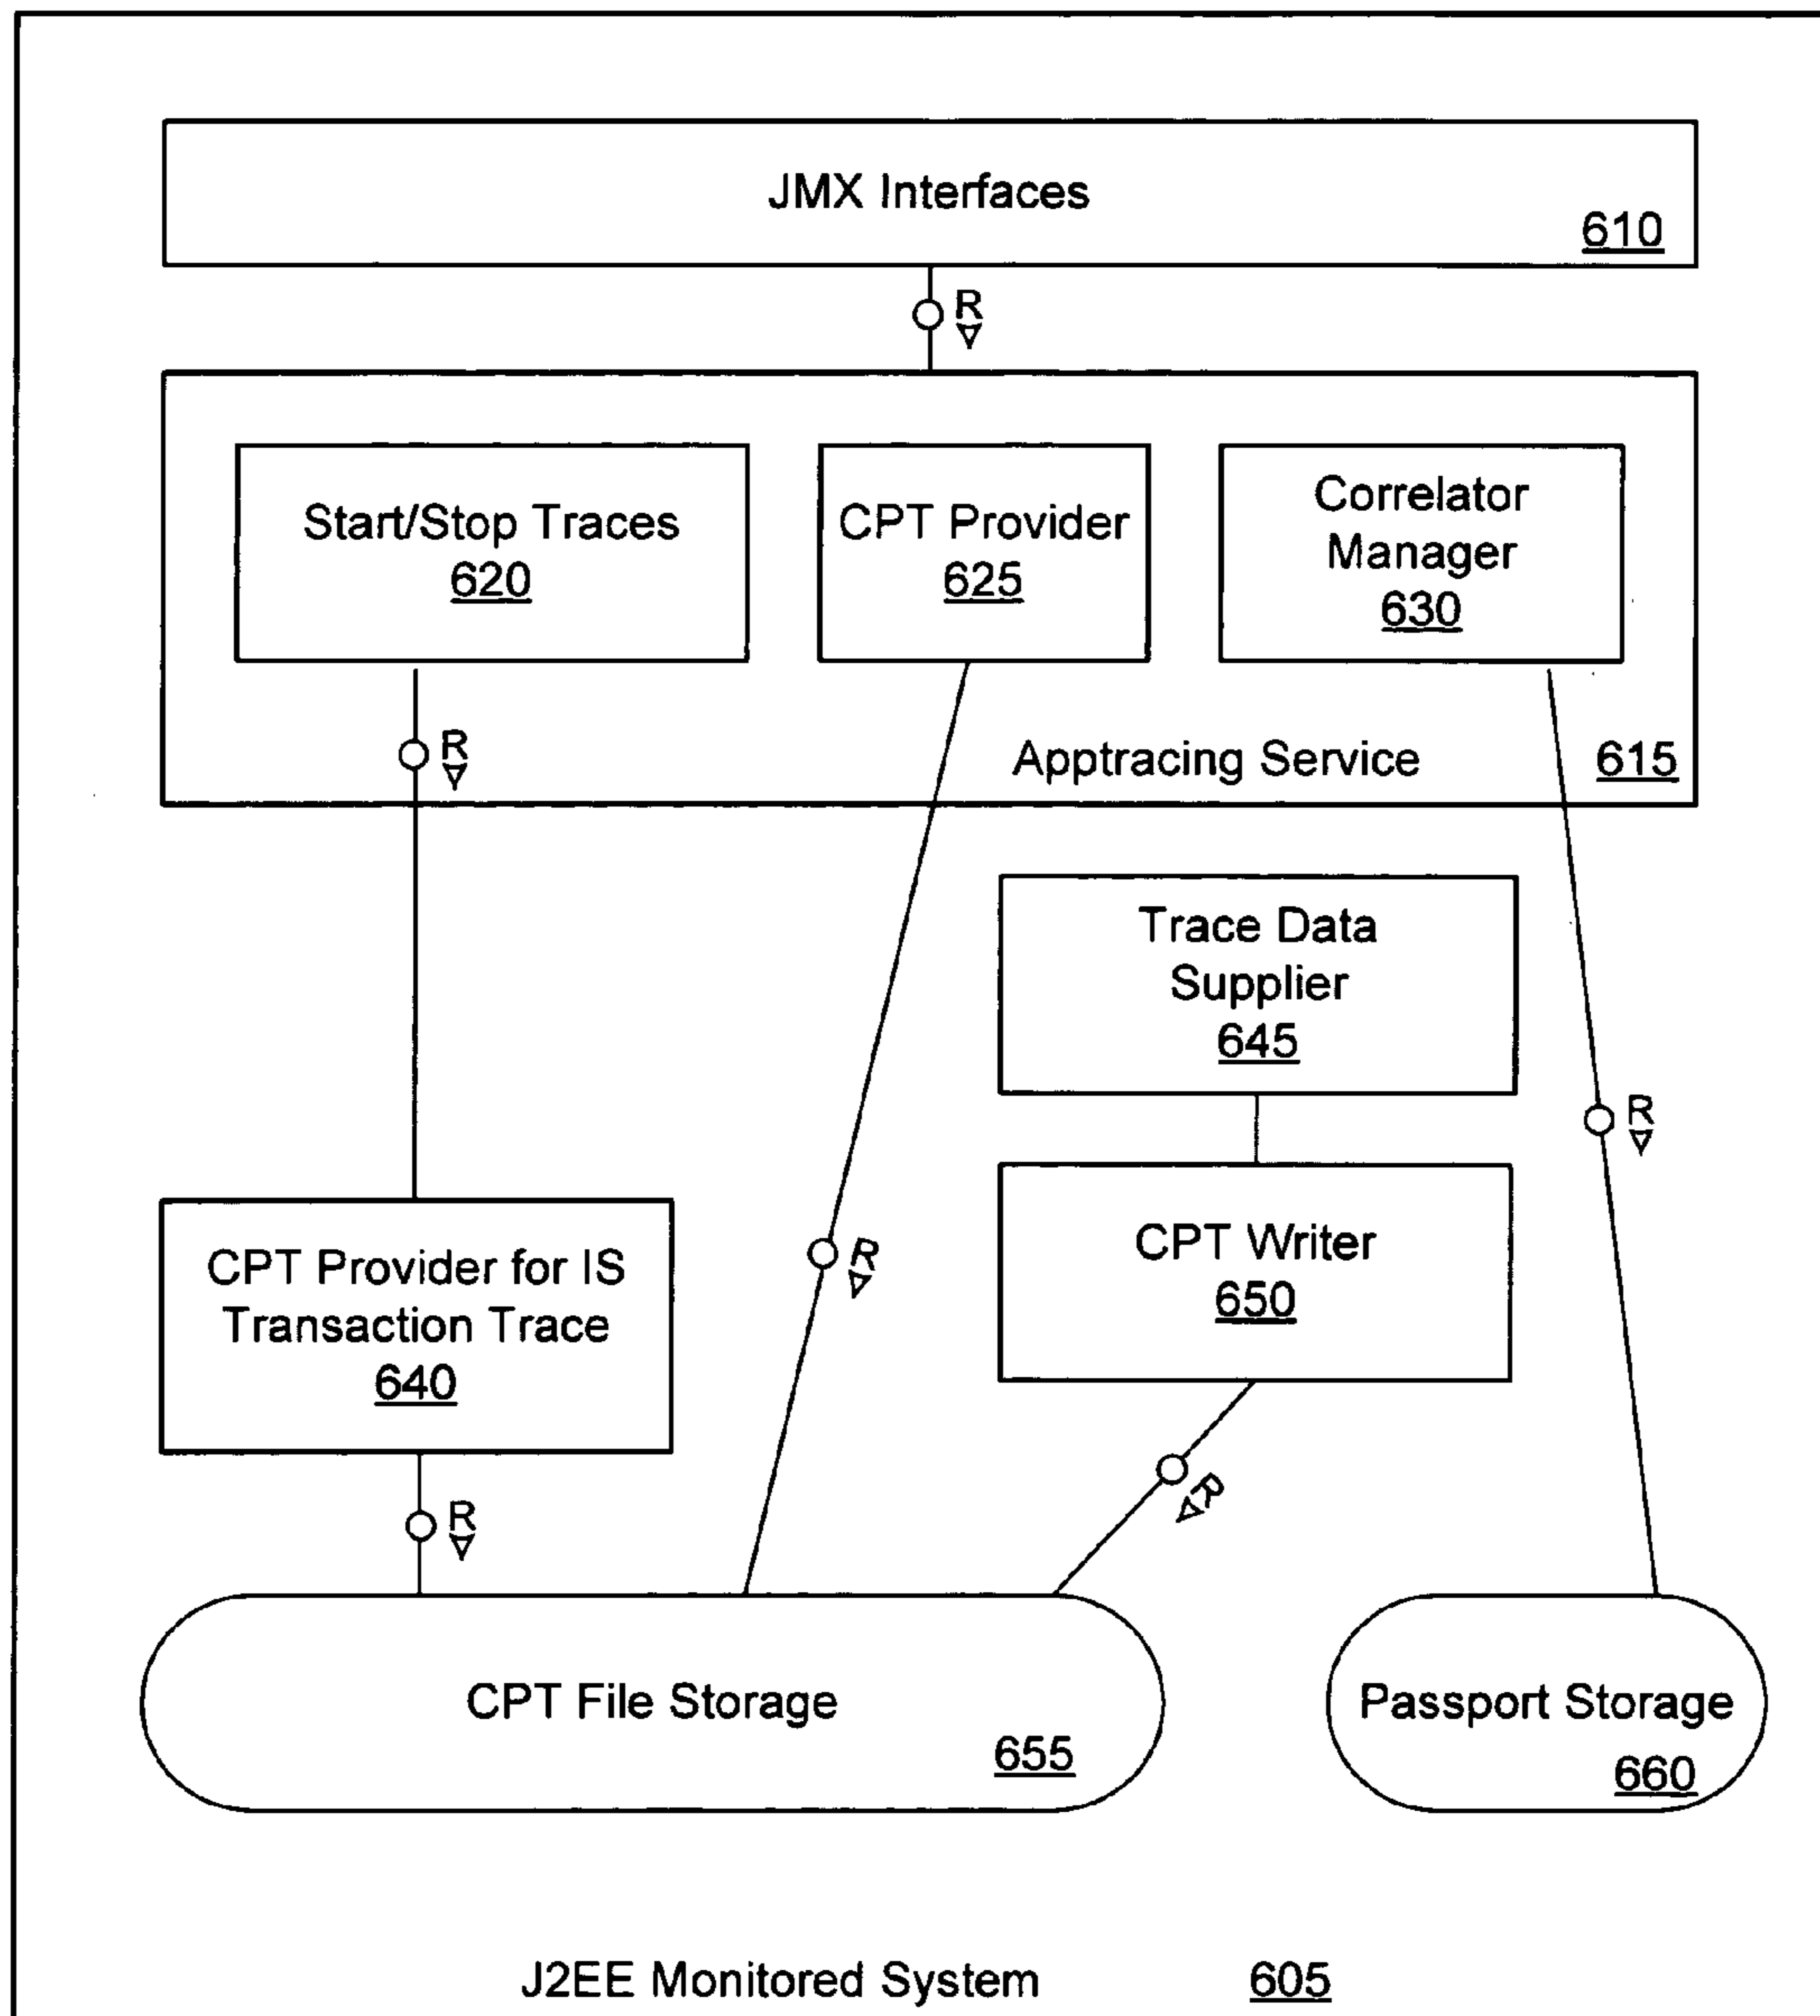 JMX Interfaces
610
R
Start/Stop Traces
620
CPT Provider
625
Correlator
Manager
630
R
Apptracing Service
615
Trace Data
Supplier
645
R
CPT Provider for IS
Transaction Trace
640
R
CPT Writer
650
R
R
CPT File Storage
655
Passport Storage
660
J2EE Monitored System
605